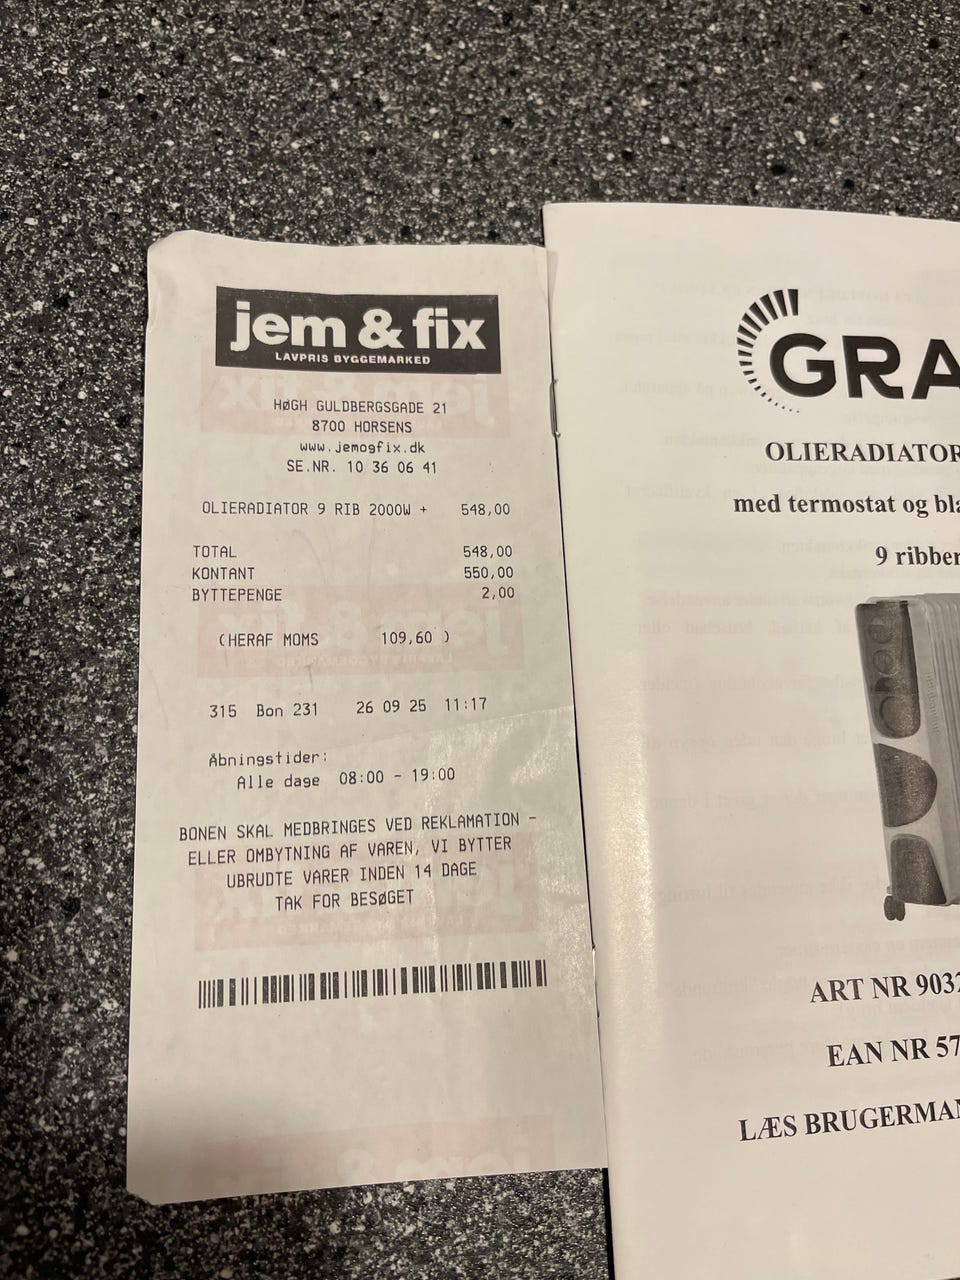 jem & fix
LAVPRIS BYGGEMARKED
HøGH GULDBERGSGADE 21
8700 HORSENS
www.jemogfix.dk
SE.NR. 10 36 06 41
OLIERADIATOR 9 RIB 2000W + 548,00
TOTAL 548,00
KONTANT 550,00
BYTTEPENGE 2,00
(HERAF MOMS 109,60 )
315 Bon 231 26 09 25 11:17
Åbningstider:
Alle dage 08:00 - 19:00
BONEN SKAL MEDBRINGES VED REKLAMATION -
ELLER OMBYTNING AF VAREN, VI BYTTER
UBRUDTE VARER INDEN 14 DAGE
TAK FOR BESØGET
GRA
OLIERADIATOR
med termostat og bla
9 ribber
ART NR 9032
EAN NR 57
LÆS BRUGERMAN